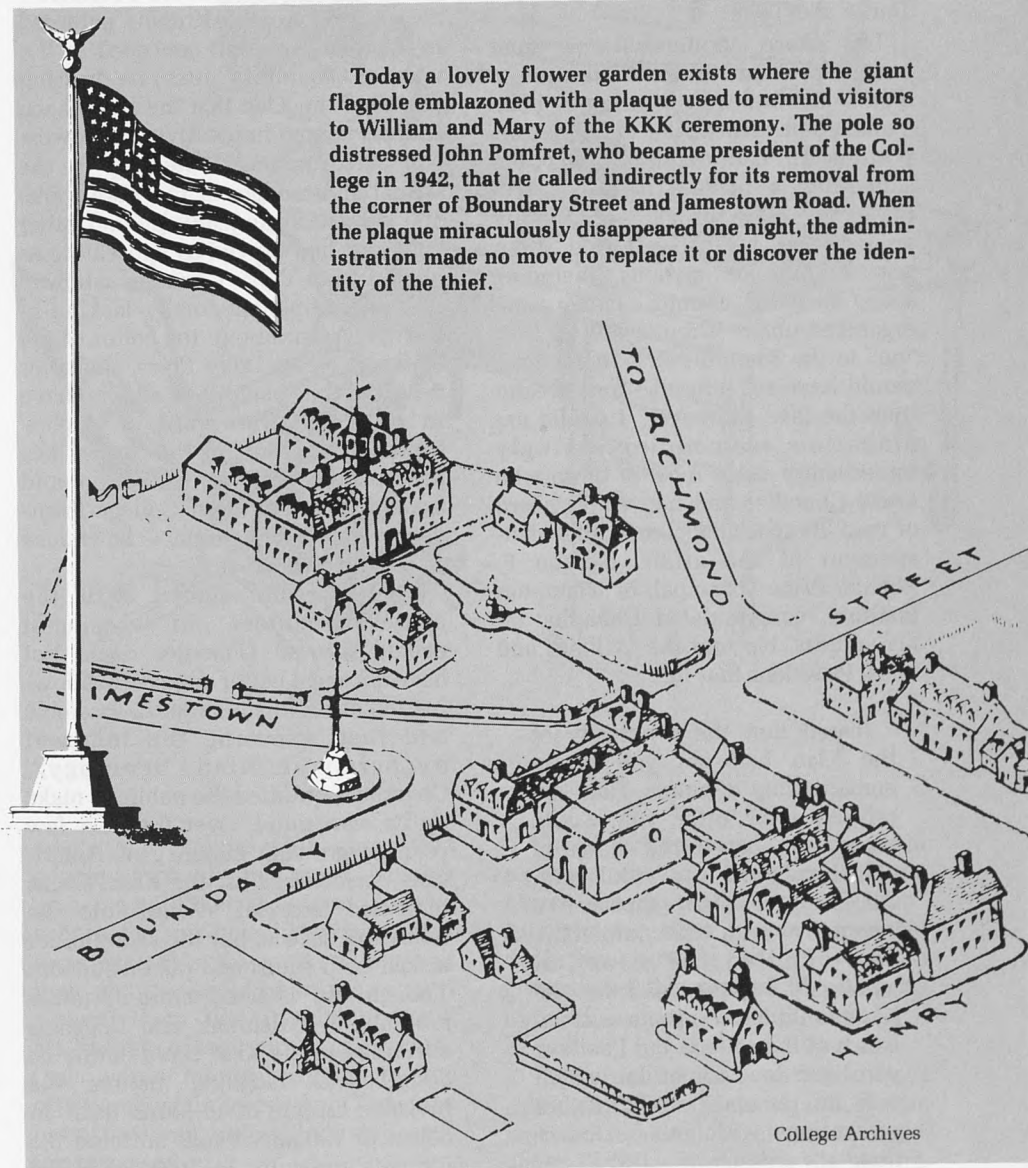 Today a lovely flower garden exists where the giant
flagpole emblazoned with a plaque used to remind visitors
to William and Mary of the KKK ceremony. The pole so
distressed John Pomfret, who became president of the Col-
lege in 1942, that he called indirectly for its removal from
the corner of Boundary Street and Jamestown Road. When
the plaque miraculously disappeared one night, the admin-
istration made no move to replace it or discover the iden-
tity of the thief.
TO RICHMOND
STREET
JIMESTOWN
BOUNDARY
HENRY
College Archives